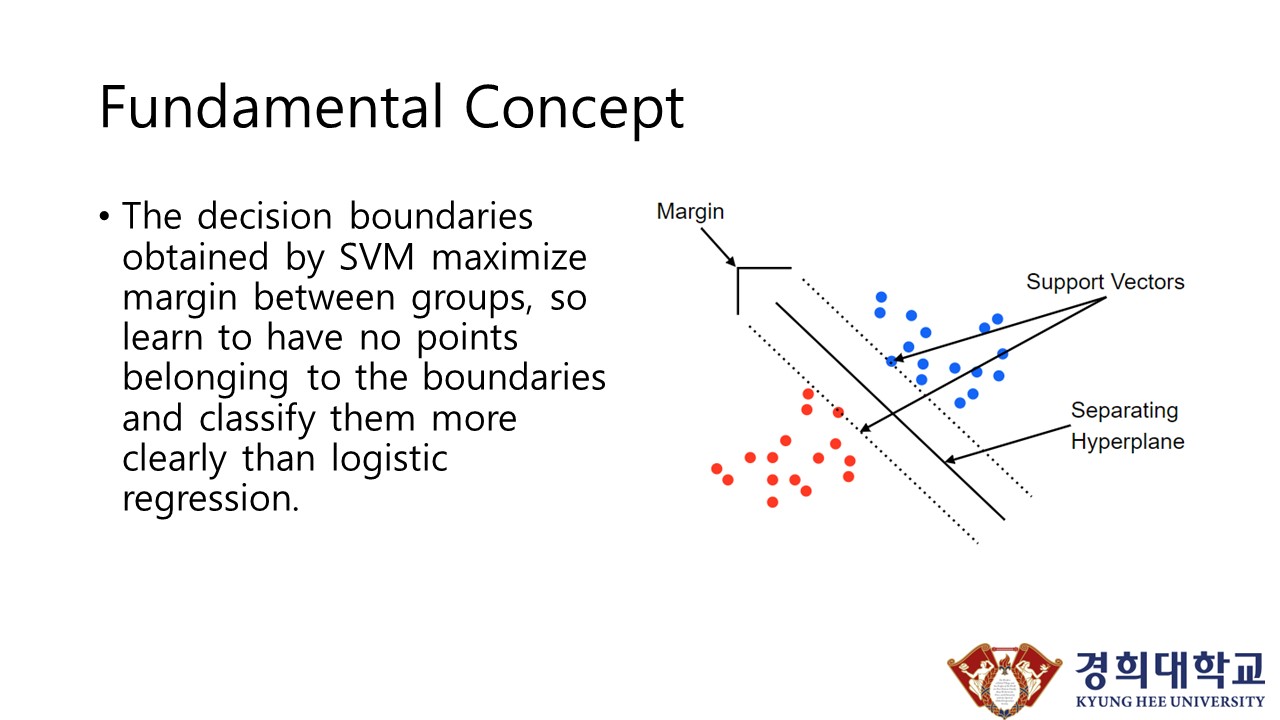 Fundamental Concept
• The decision boundaries
obtained by SVM maximize
margin between groups, so
learn to have no points
belonging to the boundaries
and classify them more
clearly than logistic
regression.
Margin
Support Vectors
Separating
Hyperplane
경희대학교
KYUNG HEE UNIVERSITY